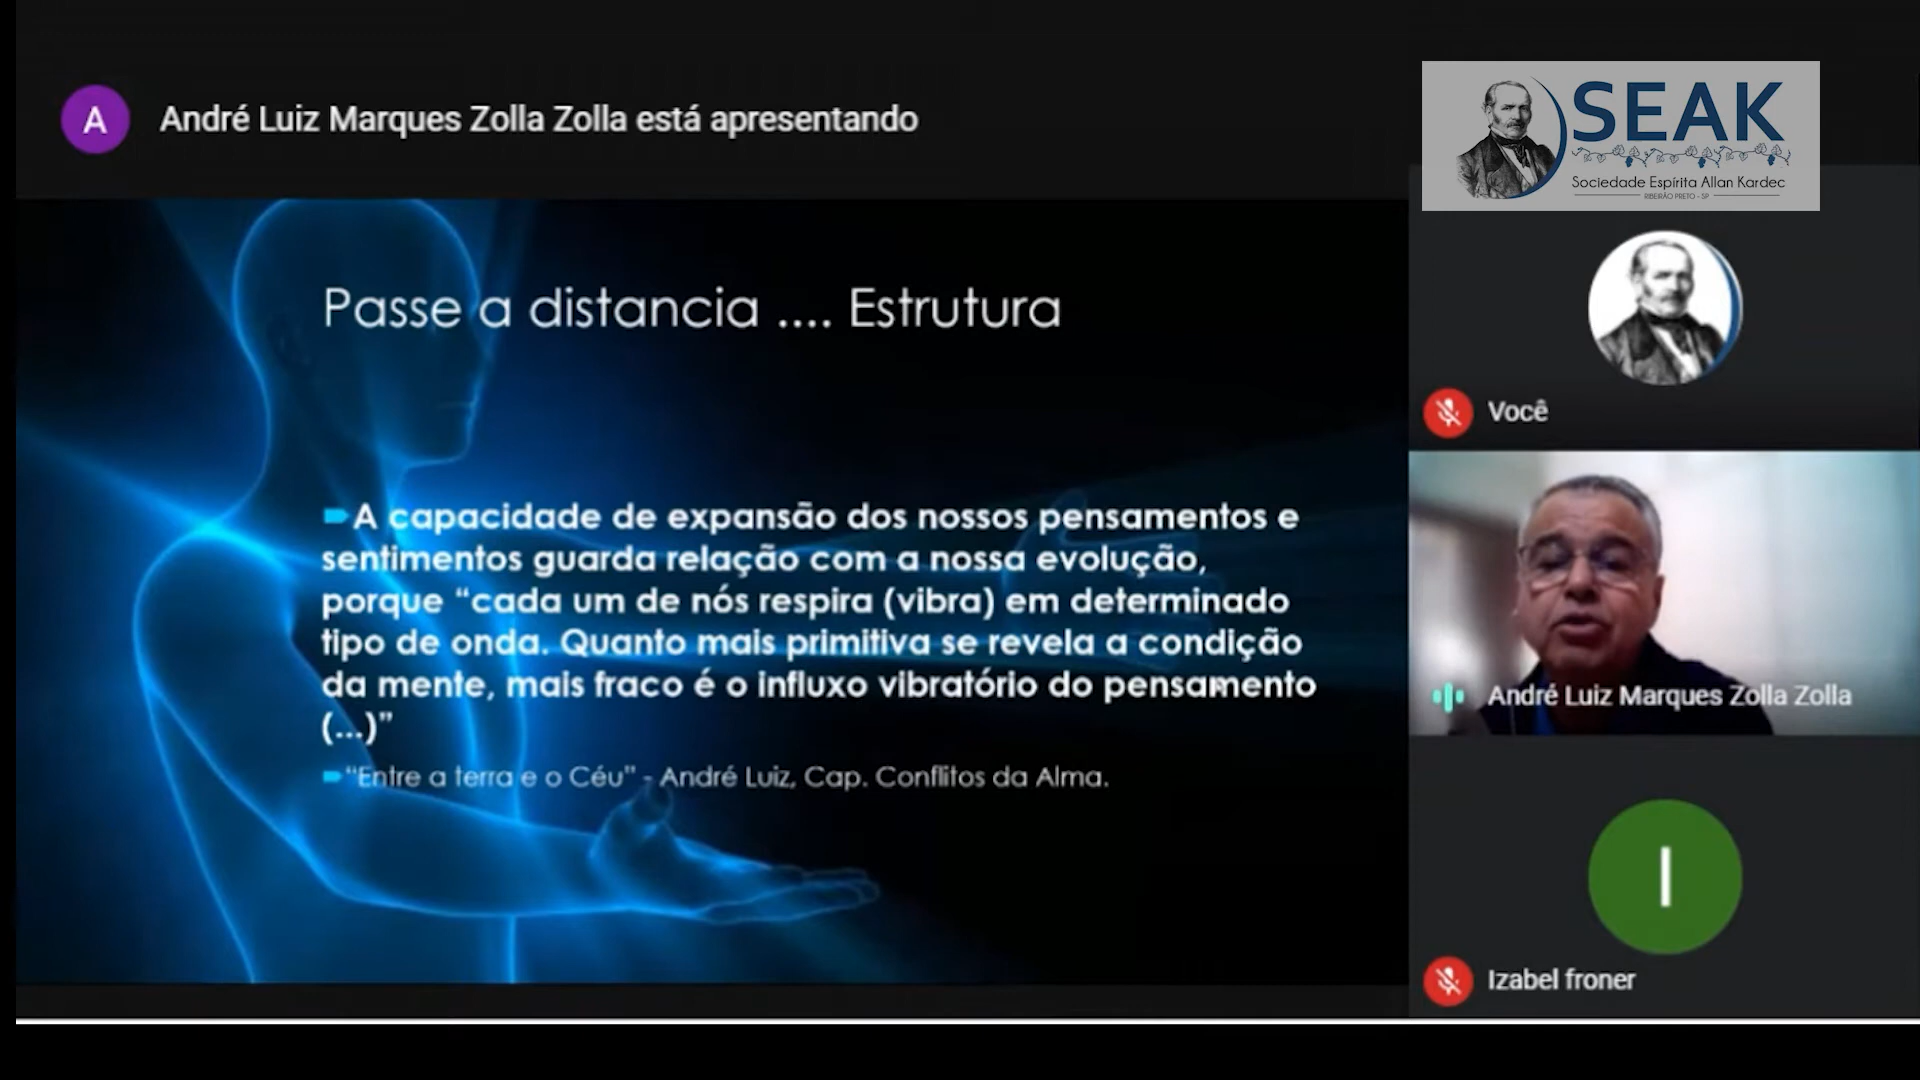 A
André Luiz Marques Zolla Zolla está apresentando
SEAK
Sociedade Espírita Allan Kardec
RIBEIRÃO PRETO - SP
Passe a distancia .... Estrutura
A capacidade de expansão dos nossos pensamentos e
sentimentos guarda relação com a nossa evolução,
porque “cada um de nós respira (vibra) em determinado
tipo de onda. Quanto mais primitiva se revela a condição
da mente, mais fraco é o influxo vibratório do pensamento
(...)”
“Entre a terra e o Céu” - André Luiz, Cap. Conflitos da Alma.
Você
André Luiz Marques Zolla Zolla
I
Izabel froner